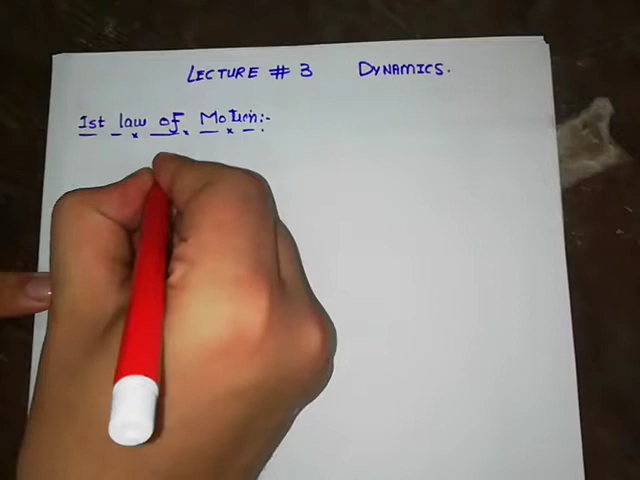 LECTURE # 3 DYNAMICS.
1st law of Motion:-